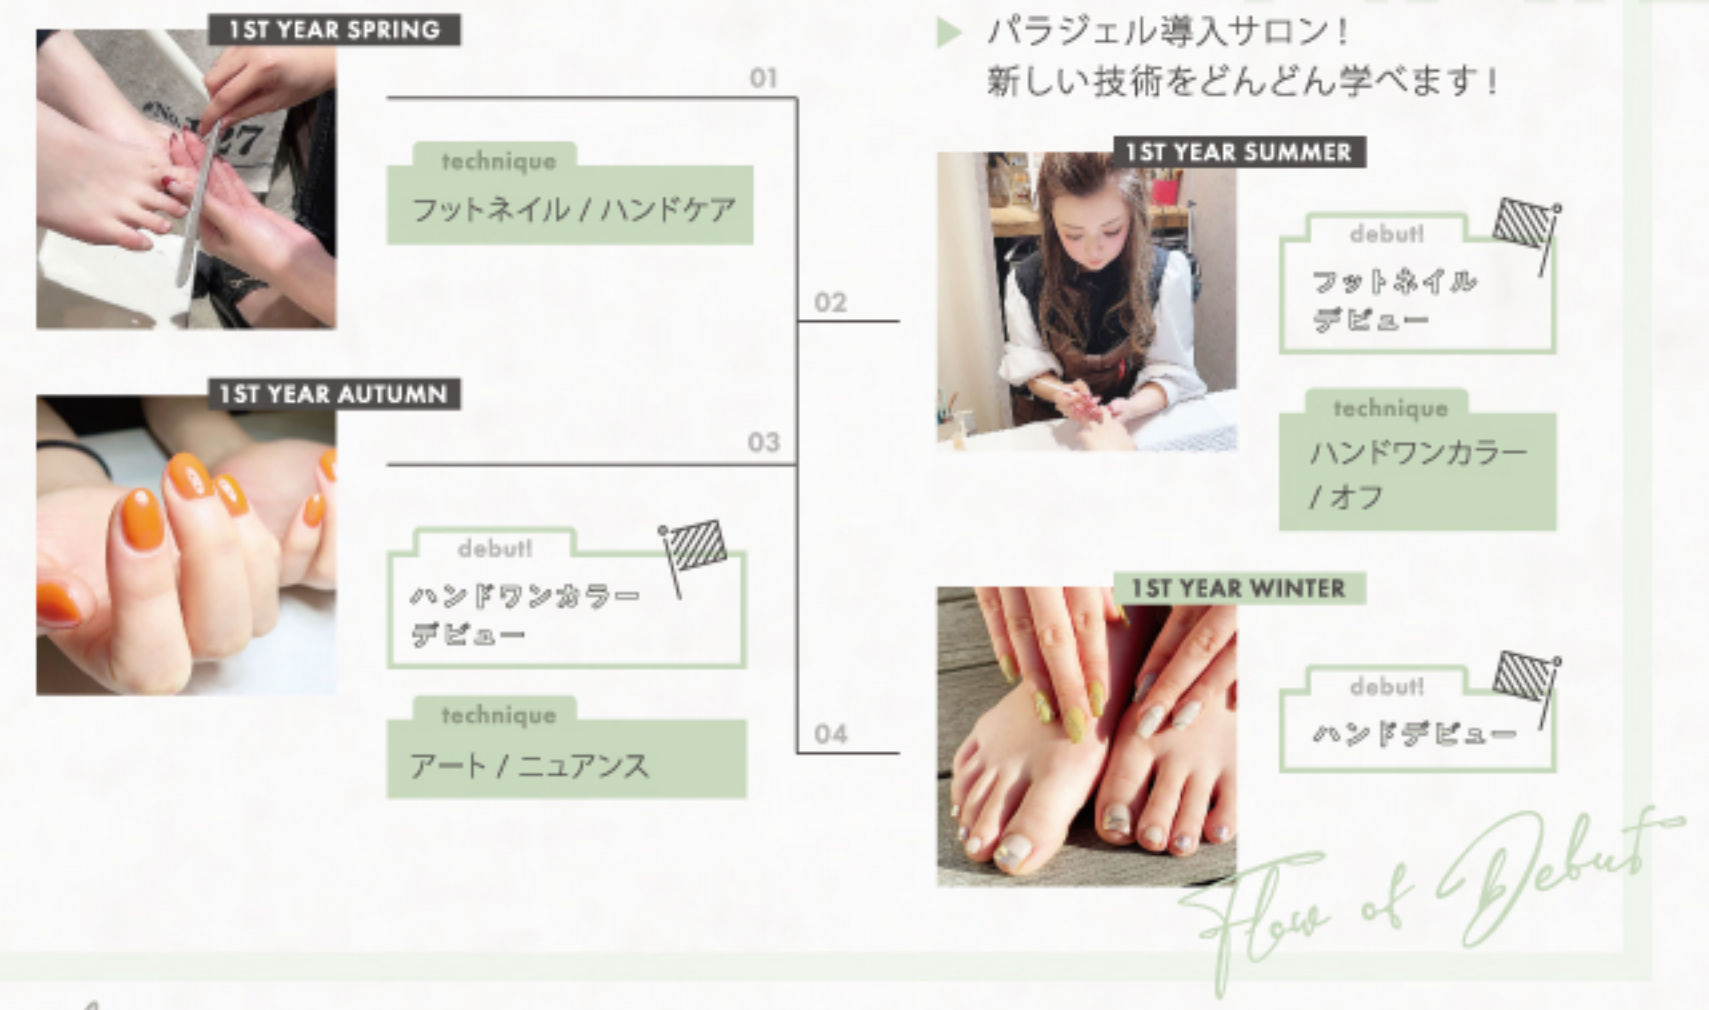 1ST YEAR SPRING
#No.
27
01
technique
フットネイル / ハンドケア
パラジェル導入サロン！
新しい技術をどんどん学べます！
1ST YEAR SUMMER
02
debut!
フットネイル
デビュー
technique
ハンドワンカラー
/ オフ
1ST YEAR AUTUMN
03
debut!
ハンドワンカラー
デビュー
technique
アート / ニュアンス
1ST YEAR WINTER
04
debut!
ハンドデビュー
Flow of Debut